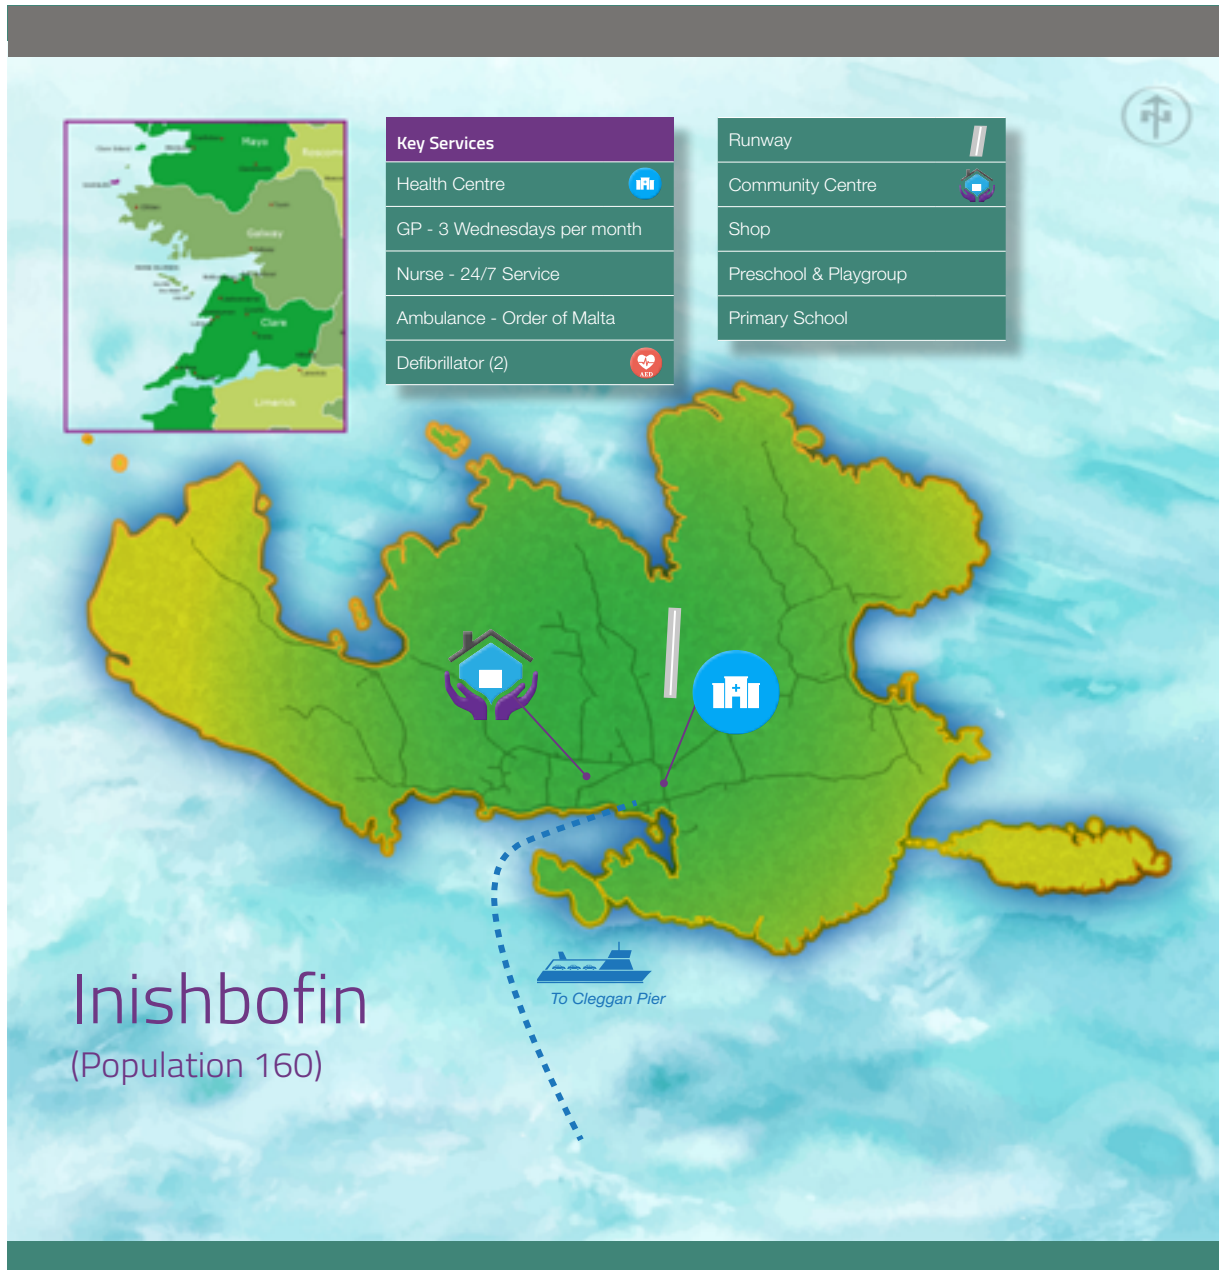 Mayo
Galway
Clare
Limerick
Key Services
Health Centre
GP - 3 Wednesdays per month
Nurse - 24/7 Service
Ambulance - Order of Malta
Defibrillator (2)
AED
Runway
Community Centre
Shop
Preschool & Playgroup
Primary School
To Cleggan Pier
Inishbofin
(Population 160)